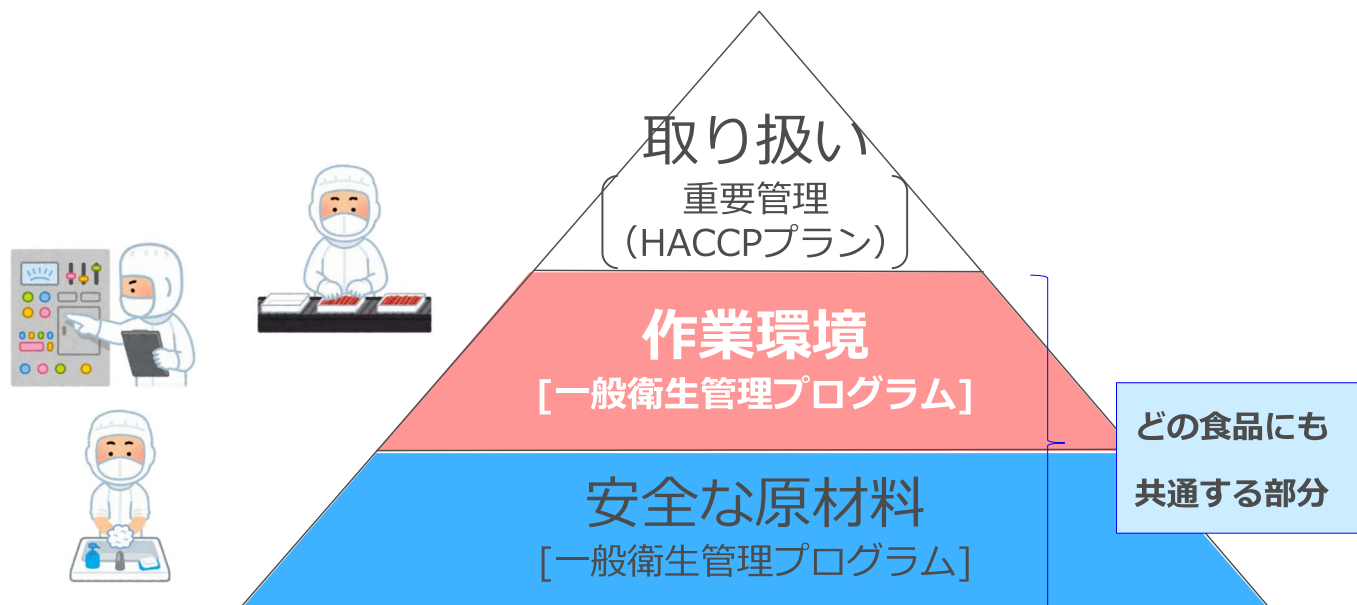 取り扱い
重要管理
（HACCPプラン）
作業環境
[一般衛生管理プログラム]
どの食品にも
共通する部分
安全な原材料
[一般衛生管理プログラム]